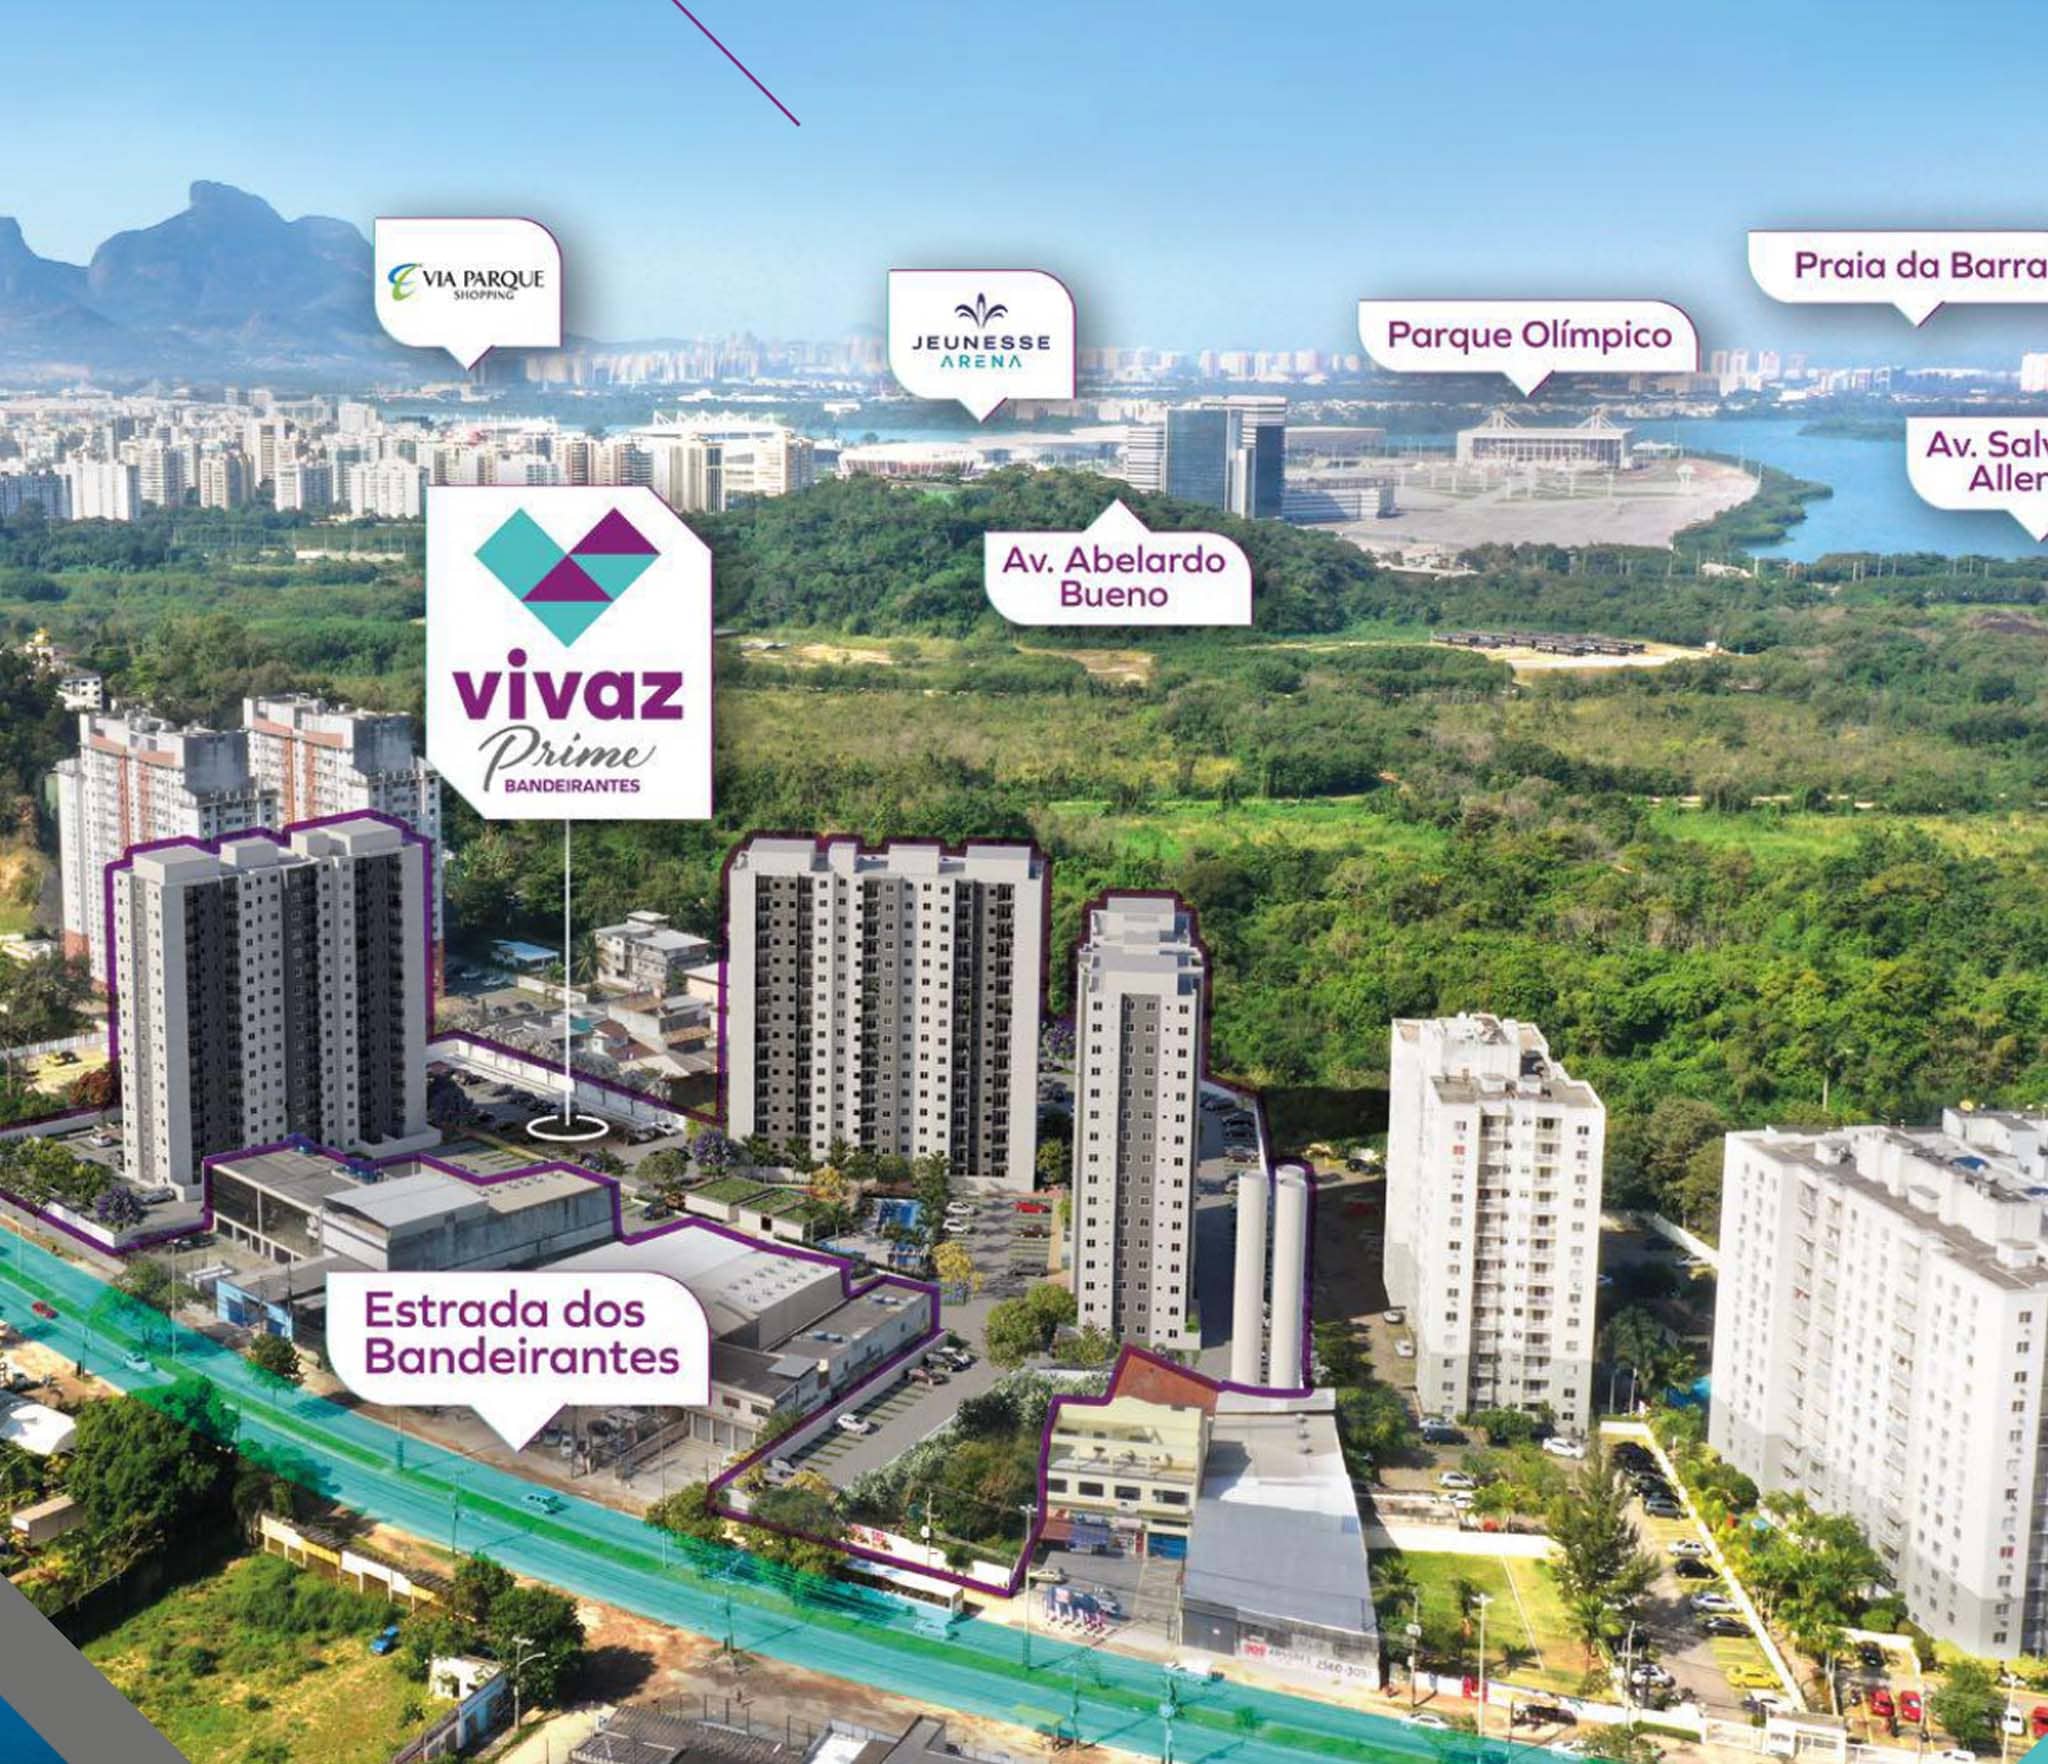 VIA PARQUE
SHOPPING
JEUNESSE
ARENA
Parque Olímpico
Praia da Barra
Av. Salv
Allen
Av. Abelardo
Bueno
vivaz
Prime
BANDEIRANTES
Estrada dos
Bandeirantes